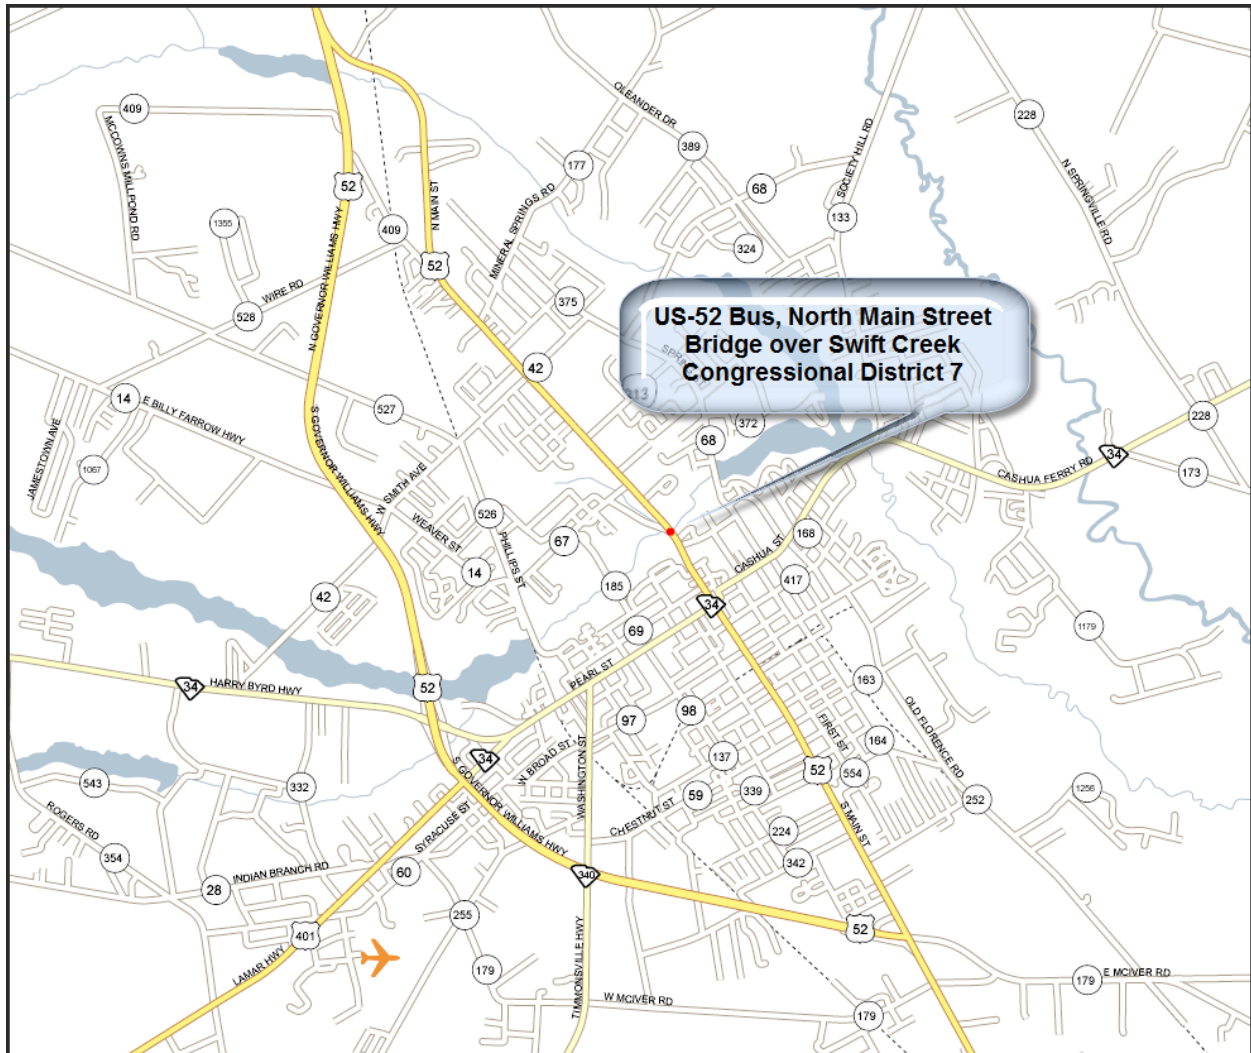 OLEANDER DR
409
228
MCCOWNS MILLPOND RD
389
SOCIETY HILL RD
177
N SPRINGVILLE RD
52
68
N MAIN ST
MINERAL SPRINGS RD
133
1355
409
324
N GOVERNOR WILLIAMS HWY
52
WIRE RD
375
528
US-52 Bus, North Main Street
Bridge over Swift Creek
Congressional District 7
42
313
14
E BILLY FARROW HWY
527
228
372
JAMESTOWN AVE
S GOVERNOR WILLIAMS HWY
68
34
1067
W SMITH AVE
CASHUA FERRY RD
173
526
WEAVER ST
PHILLIPS ST
67
168
CASHUA ST
14
185
417
42
34
69
1179
PEARL ST
34
HARRY BYRD HWY
52
163
OLD FLORENCE RD
97
98
FIRST ST
164
34
W BROAD ST
WASHINGTON ST
137
52
554
543
332
S GOVERNOR WILLIAMS HWY
59
339
252
1256
ROGERS RD
SYRACUSE ST
CHESTNUT ST
S MAIN ST
224
354
342
INDIAN BRANCH RD
60
340
28
255
401
52
LAMAR HWY
TIMMONSVILLE HWY
179
E MCIVER RD
179
W MCIVER RD
179